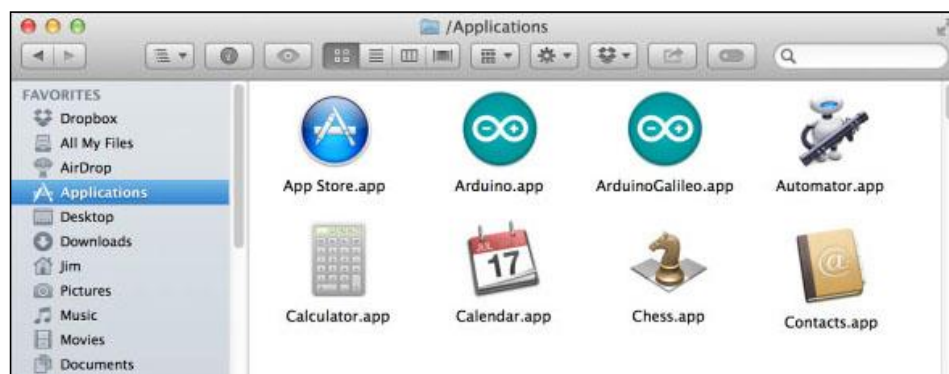 /Applications
FAVORITES
Dropbox
All My Files
AirDrop
Applications
Desktop
Downloads
Jim
Pictures
Music
Movies
Documents
App Store.app
Arduino.app
ArduinoGalileo.app
Automator.app
JUL
17
Calculator.app
Calendar.app
Chess.app
@
Contacts.app